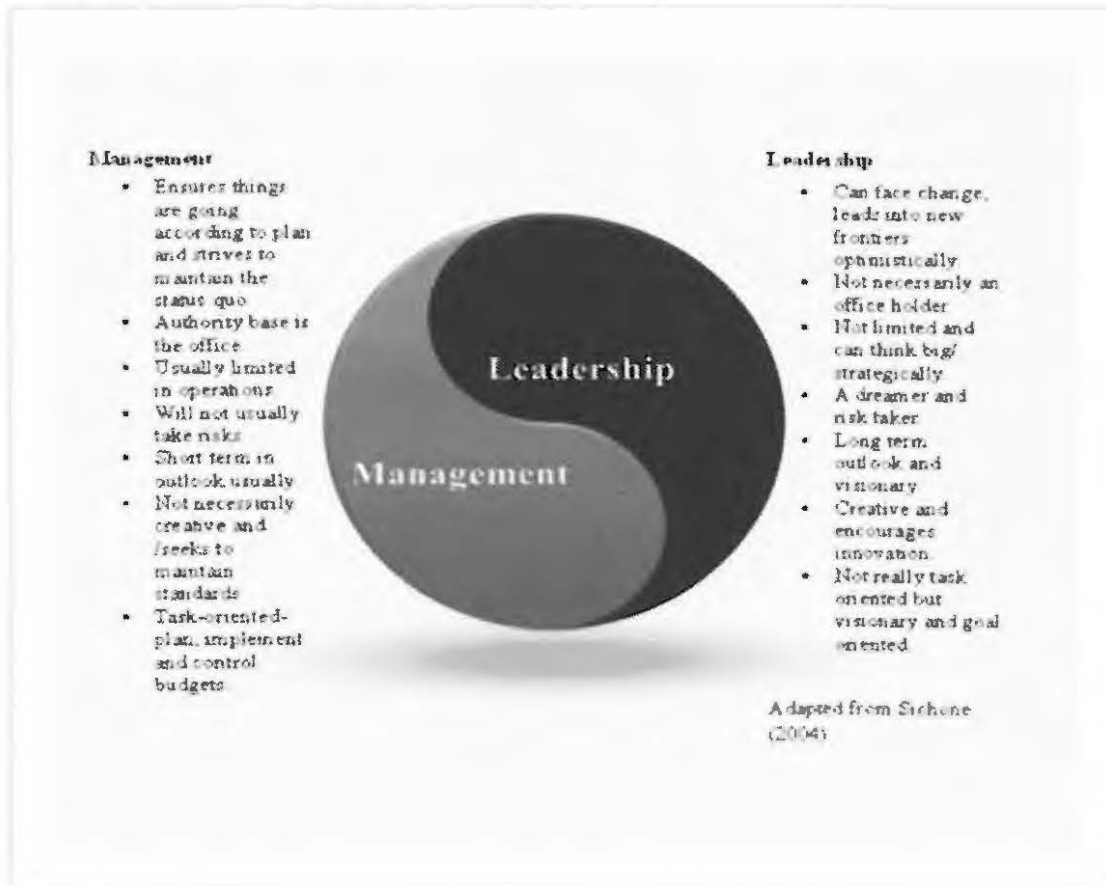 Management
• Ensures things
are going
according to plan
and strives to
maintain the
status quo
• Authority base is
the office
• Usually limited
in operations
• Will not usually
take risks
• Short term in
outlook usually
• Not necessarily
creative and
/seeks to
maintain
standards
• Task-oriented-
plan, implement
and control
budgets
Leadership
Management
Leadership
• Can face change,
leads into new
frontiers
optimistically
• Not necessarily an
office holder
• Not limited and
can think big/
strategically
• A dreamer and
risk taker
• Long term
outlook and
visionary
• Creative and
encourages
innovation
• Not really task
oriented but
visionary and goal
oriented
Adapted from Sichone
(2004)